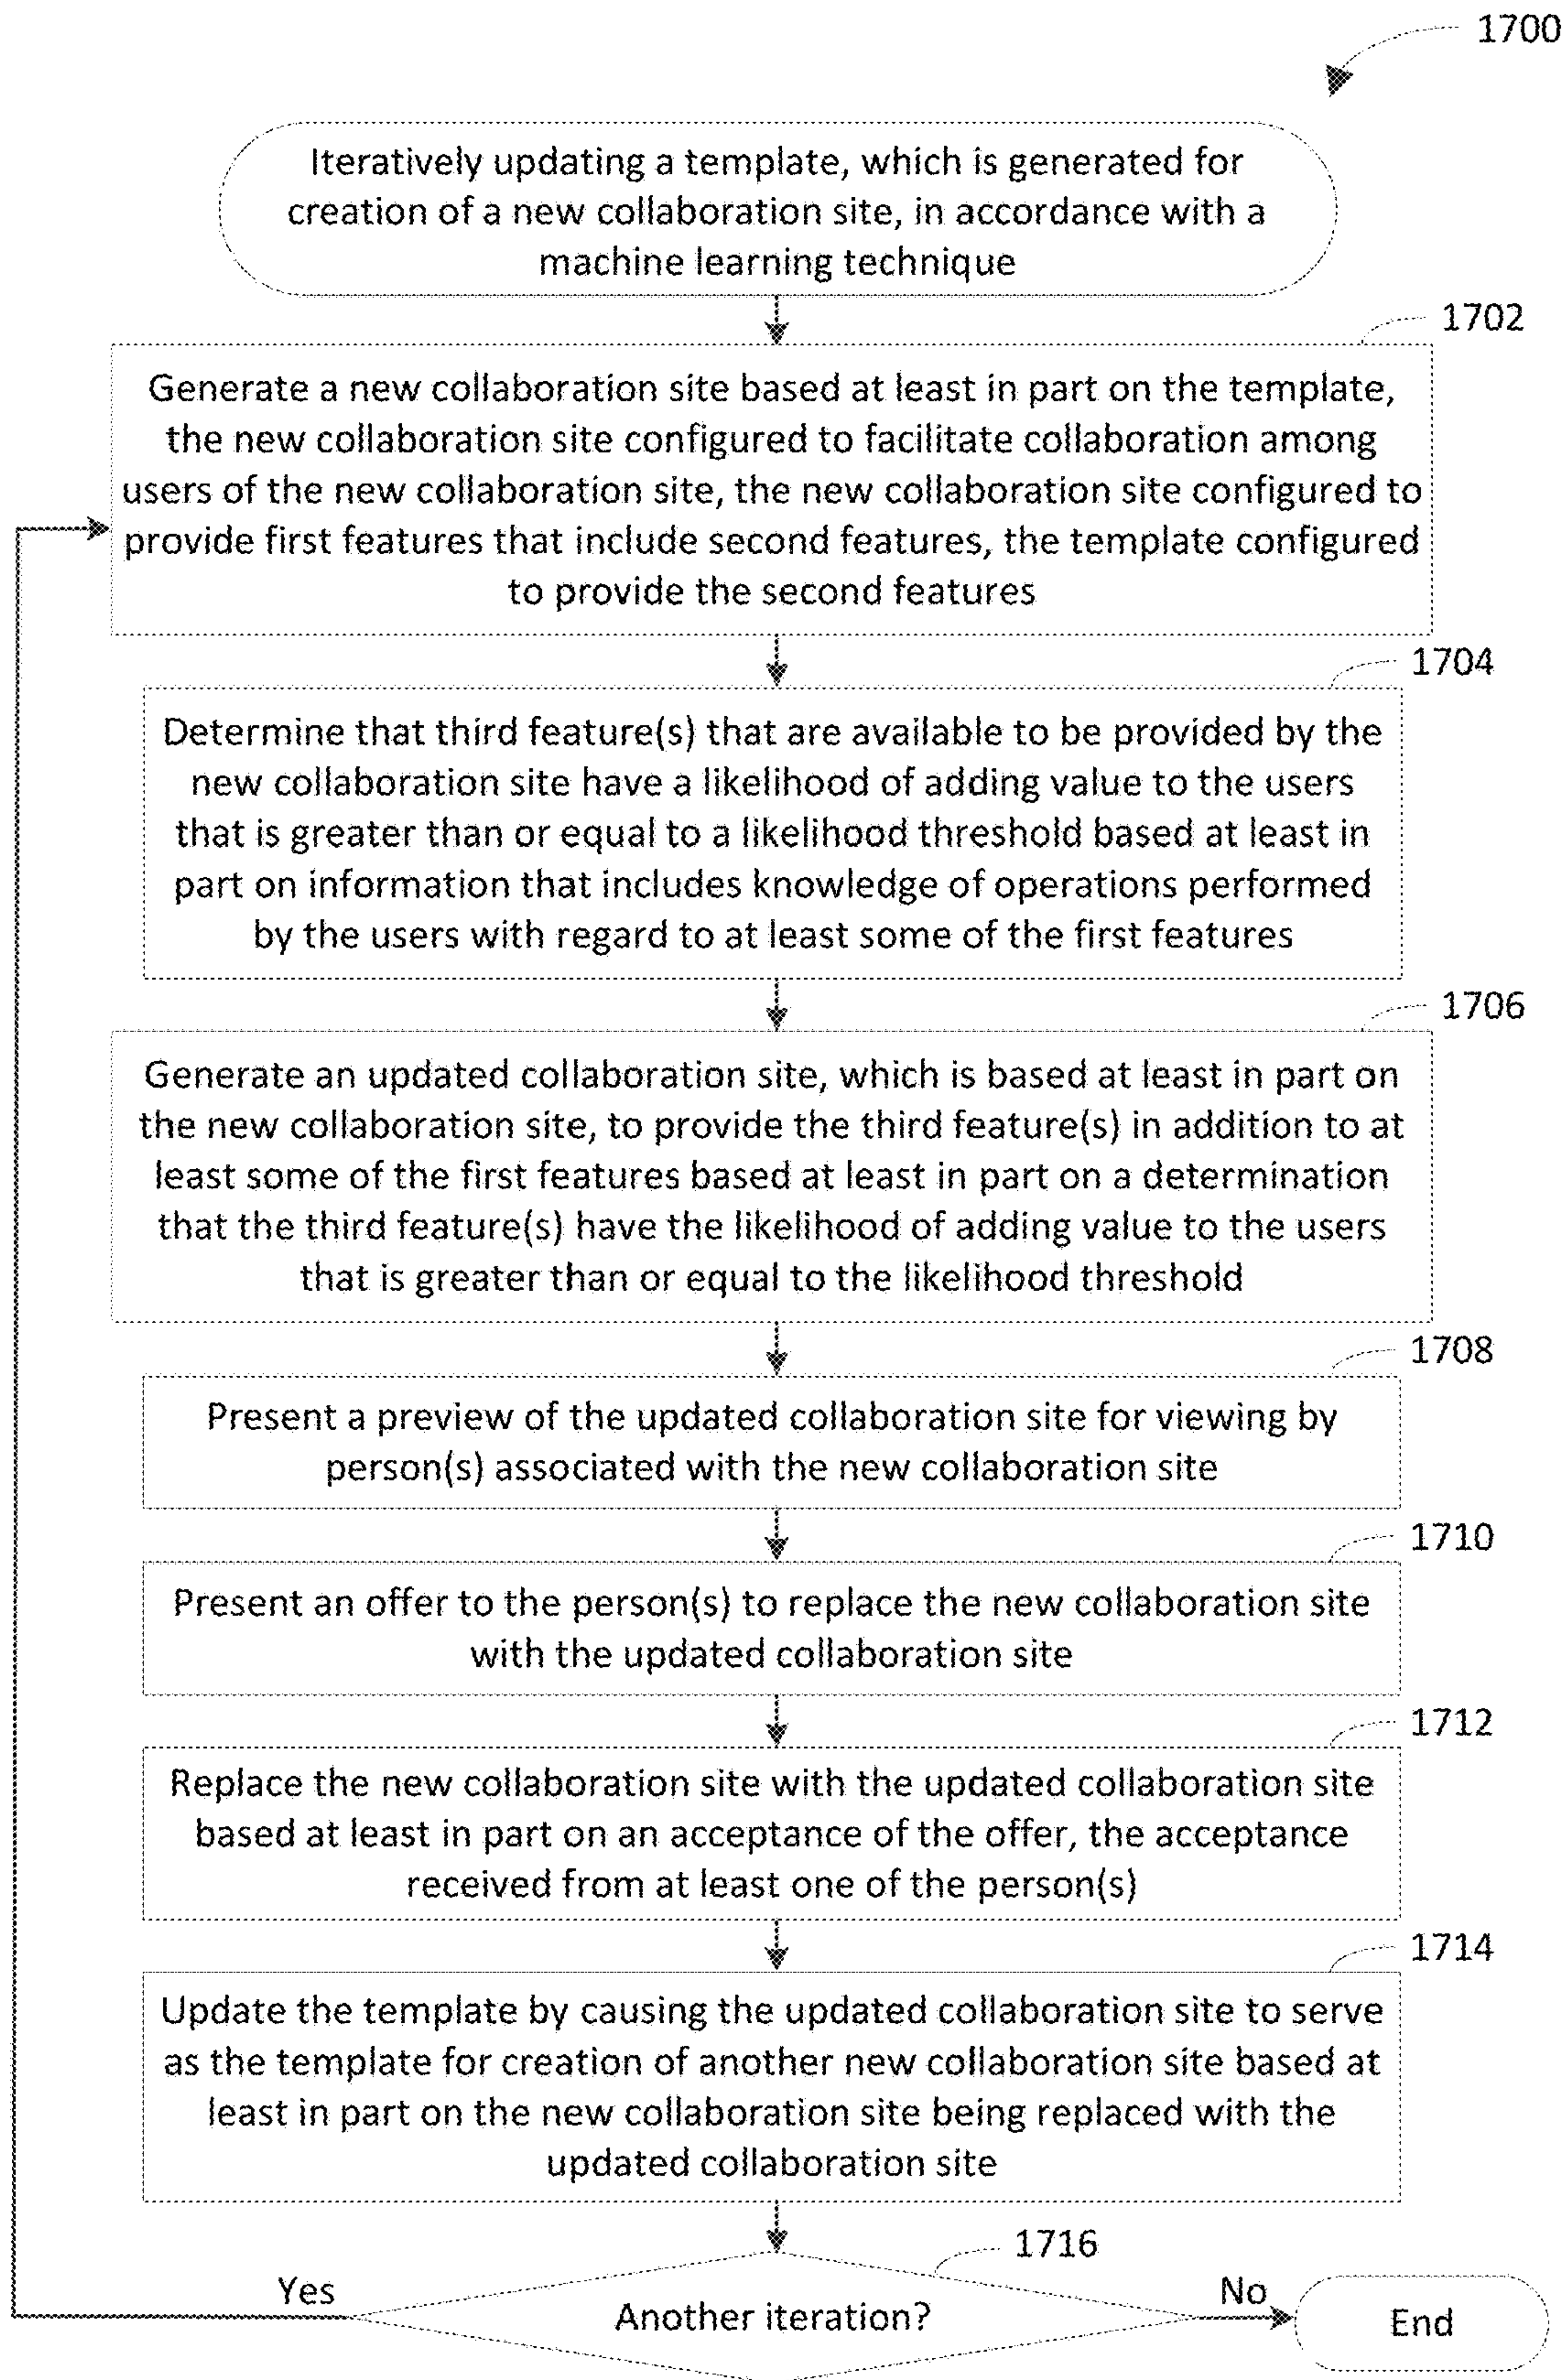 1700
Iteratively updating a template, which is generated for
creation of a new collaboration site, in accordance with a
machine learning technique
1702
Generate a new collaboration site based at least in part on the template,
the new collaboration site configured to facilitate collaboration among
users of the new collaboration site, the new collaboration site configured to
provide first features that include second features, the template configured
to provide the second features
1704
Determine that third feature(s) that are available to be provided by the
new collaboration site have a likelihood of adding value to the users
that is greater than or equal to a likelihood threshold based at least in
part on information that includes knowledge of operations performed
by the users with regard to at least some of the first features
1706
Generate an updated collaboration site, which is based at least in part on
the new collaboration site, to provide the third feature(s) in addition to at
least some of the first features based at least in part on a determination
that the third feature(s) have the likelihood of adding value to the users
that is greater than or equal to the likelihood threshold
1708
Present a preview of the updated collaboration site for viewing by
person(s) associated with the new collaboration site
1710
Present an offer to the person(s) to replace the new collaboration site
with the updated collaboration site
1712
Replace the new collaboration site with the updated collaboration site
based at least in part on an acceptance of the offer, the acceptance
received from at least one of the person(s)
1714
Update the template by causing the updated collaboration site to serve
as the template for creation of another new collaboration site based at
least in part on the new collaboration site being replaced with the
updated collaboration site
1716
Yes
Another iteration?
No
End